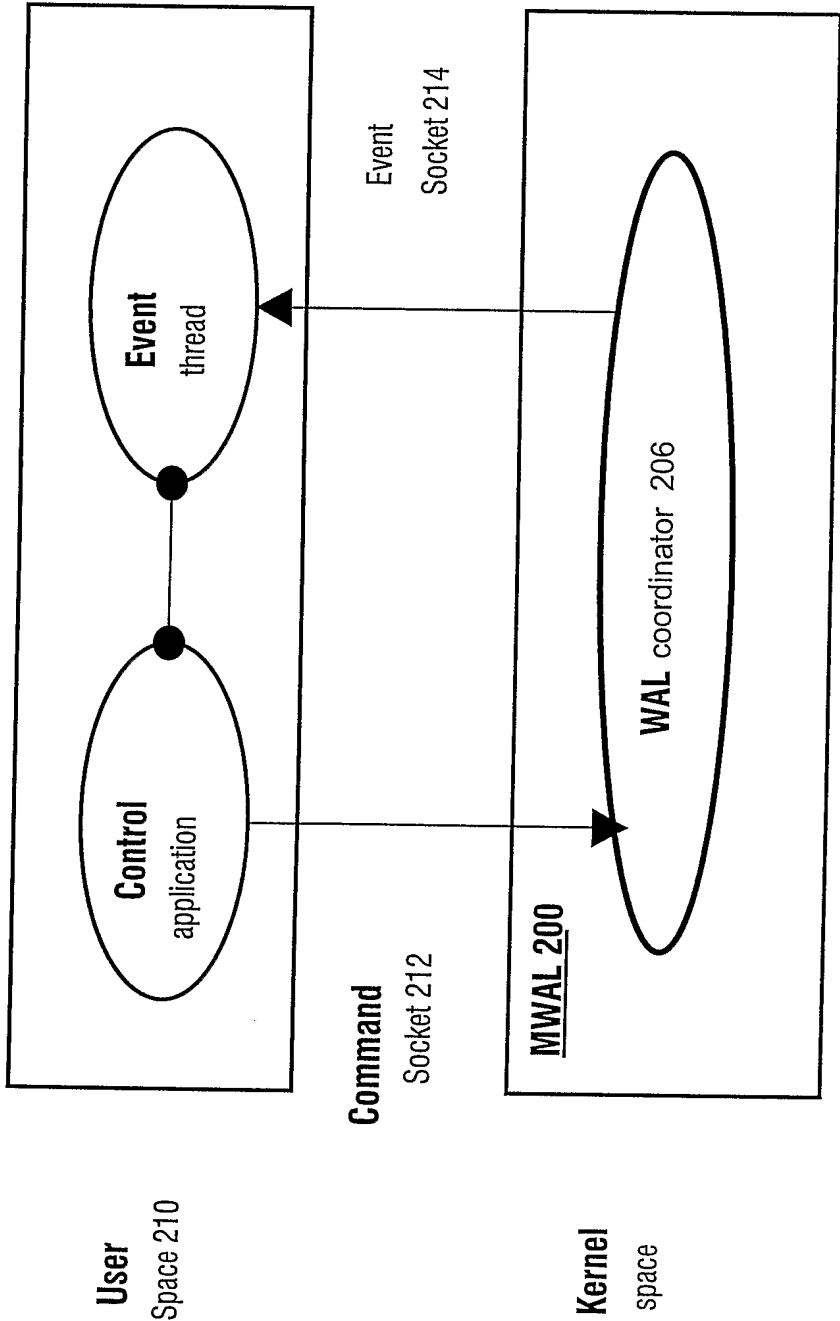 User
Space 210
Control
application
Event
thread
Command
Socket 212
Event
Socket 214
Kernel
space
MWAL 200
WAL coordinator 206